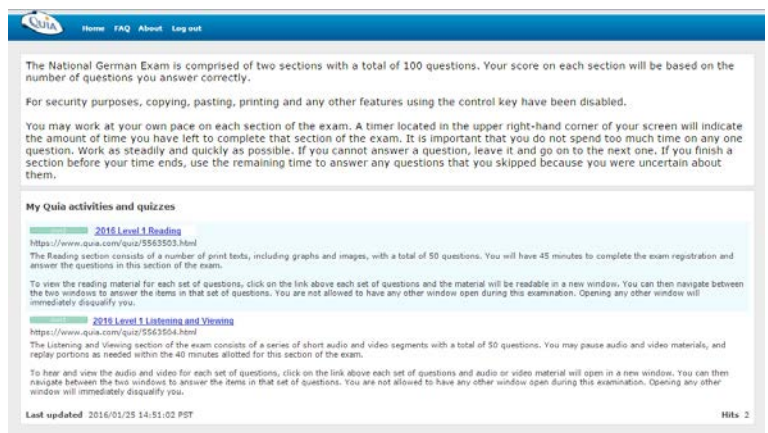 QUIA
Home FAQ About Log out
The National German Exam is comprised of two sections with a total of 100 questions. Your score on each section will be based on the
number of questions you answer correctly.
For security purposes, copying, pasting, printing and any other features using the control key have been disabled.
You may work at your own pace on each section of the exam. A timer located in the upper right-hand corner of your screen will indicate
the amount of time you have left to complete that section of the exam. It is important that you do not spend too much time on any one
question. Work as steadily and quickly as possible. If you cannot answer a question, leave it and go on to the next one. If you finish a
section before your time ends, use the remaining time to answer any questions that you skipped because you were uncertain about
them.
My Quia activities and quizzes
2016 Level 1 Reading
https://www.quia.com/quiz/5563503.html
The Reading section consists of a number of print texts, including graphs and images, with a total of 50 questions. You will have 45 minutes to complete the exam registration and
answer the questions in this section of the exam.
To view the reading material for each set of questions, click on the link above each set of questions and the material will be readable in a new window. You can then navigate between
the two windows to answer the items in that set of questions. You are not allowed to have any other window open during this examination. Opening any other window will
immediately disqualify you.
2016 Level 1 Listening and Viewing
https://www.quia.com/quiz/5563504.html
The Listening and Viewing section of the exam consists of a series of short audio and video segments with a total of 50 questions. You may pause audio and video materials, and
replay portions as needed within the 40 minutes allotted for this section of the exam.
To hear and view the audio and video for each set of questions, click on the link above each set of questions and audio or video material will open in a new window. You can then
navigate between the two windows to answer the items in that set of questions. You are not allowed to have any other window open during this examination. Opening any other
window will immediately disqualify you.
Last updated 2016/01/25 14:51:02 PST Hits 2